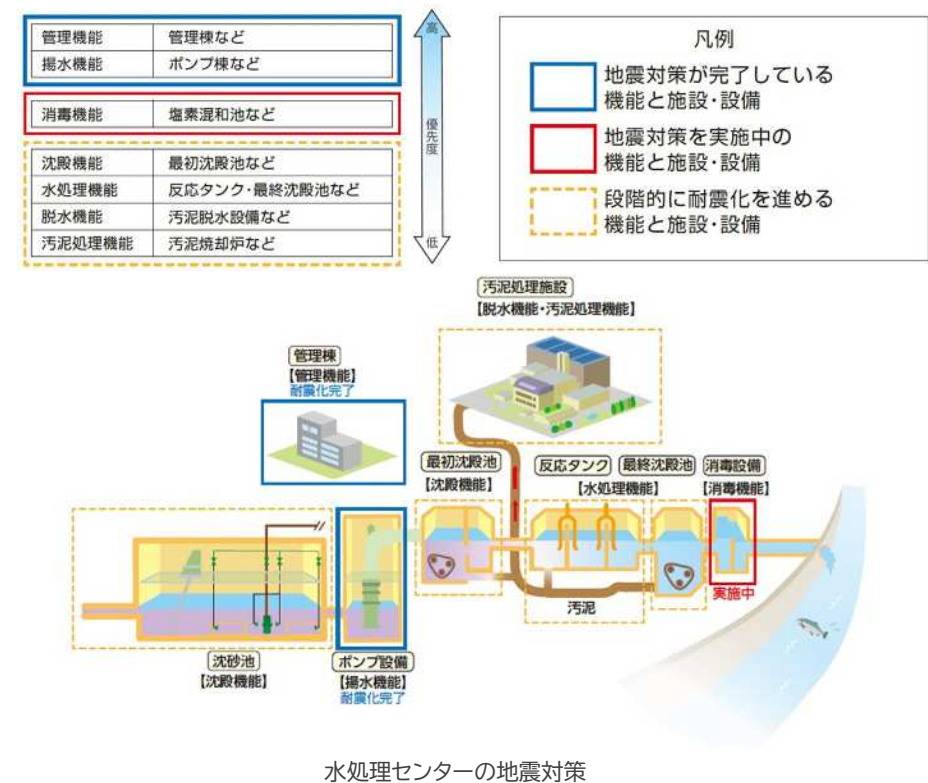 管理機能 管理棟など
揚水機能 ポンプ棟など
消毒機能 塩素混和池など
沈殿機能 最初沈殿池など
水処理機能 反応タンク・最終沈殿池など
脱水機能 汚泥脱水設備など
汚泥処理機能 汚泥焼却炉など
高
優先度
低
凡例
地震対策が完了している
機能と施設・設備
地震対策を実施中の
機能と施設・設備
段階的に耐震化を進める
機能と施設・設備
汚泥処理施設
【脱水機能・汚泥処理機能】
管理棟
【管理機能】
耐震化完了
最初沈殿池
【沈殿機能】
反応タンク 最終沈殿池
【水処理機能】
消毒設備
【消毒機能】
実施中
汚泥
沈砂池
【沈殿機能】
ポンプ設備
【揚水機能】
耐震化完了
水処理センターの地震対策